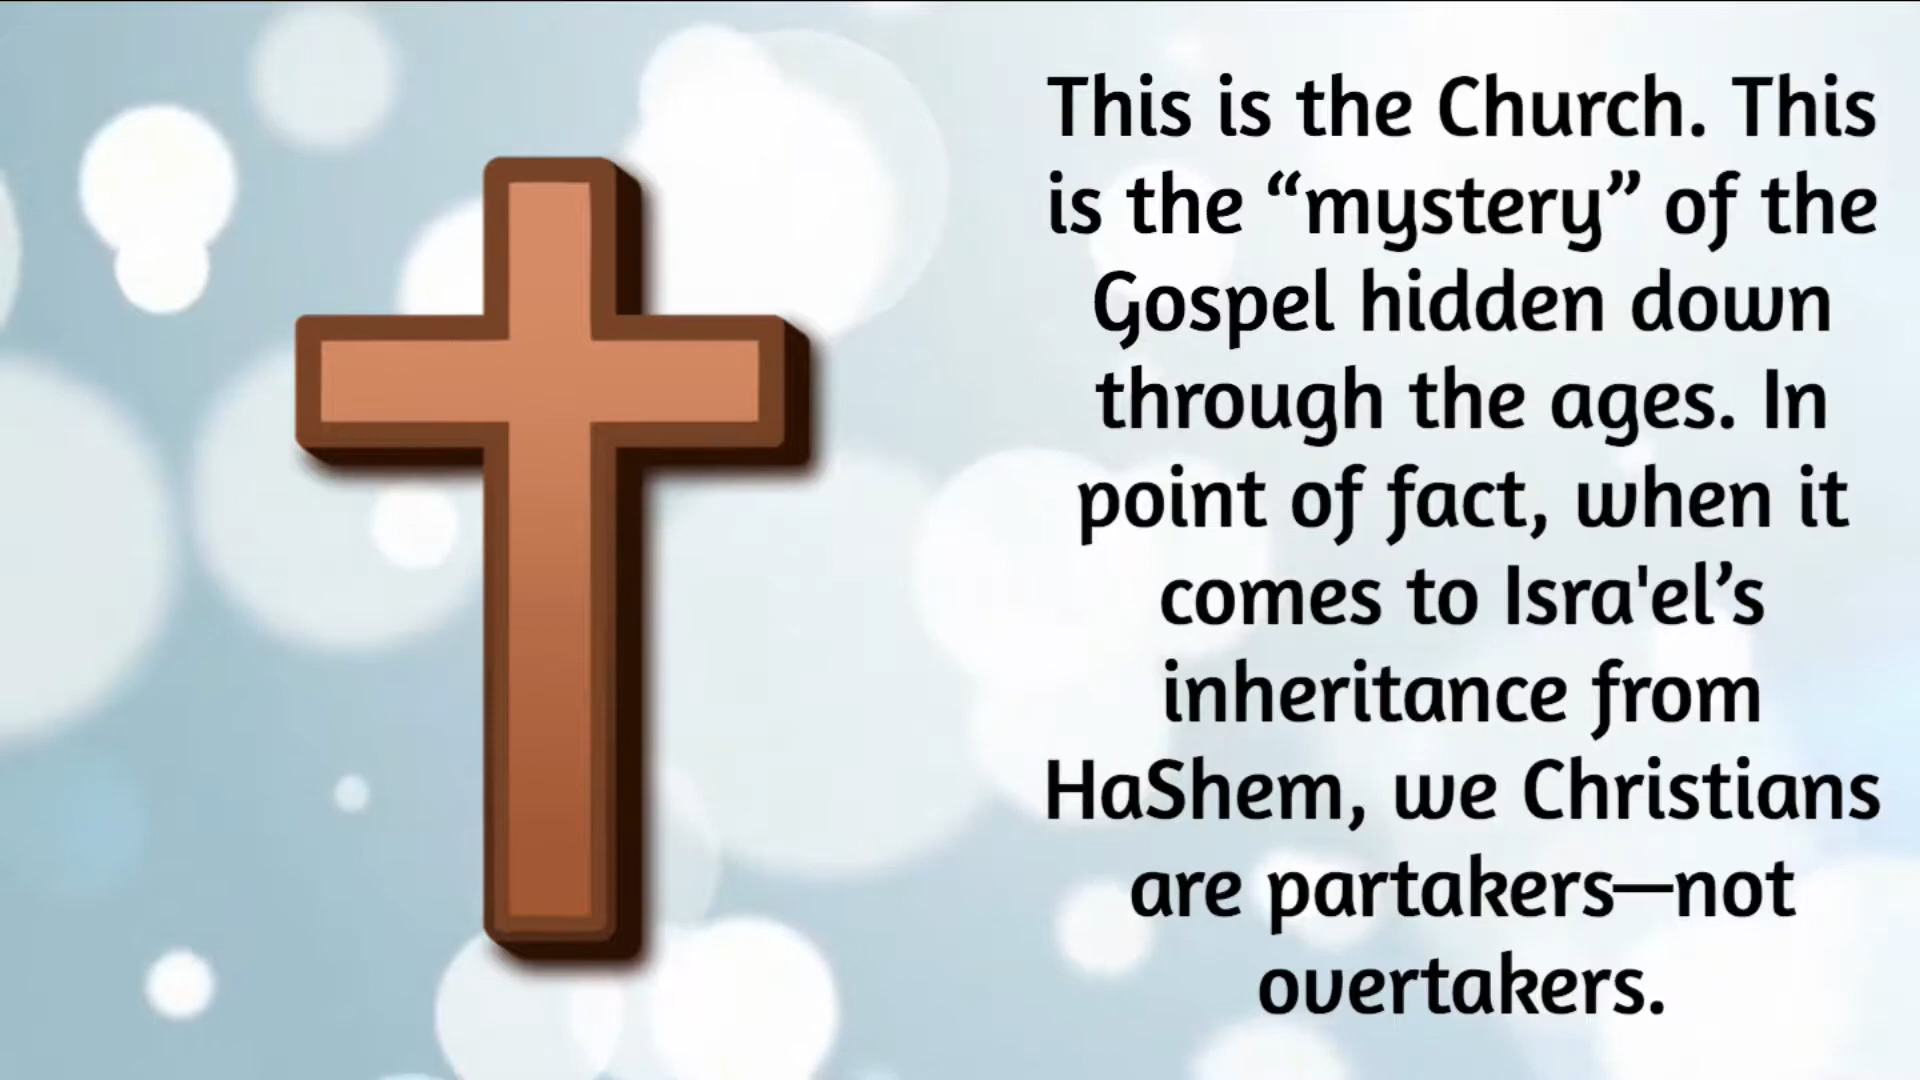 This is the Church. This
is the “mystery” of the
Gospel hidden down
through the ages. In
point of fact, when it
comes to Isra'el’s
inheritance from
HaShem, we Christians
are partakers—not
overtakers.